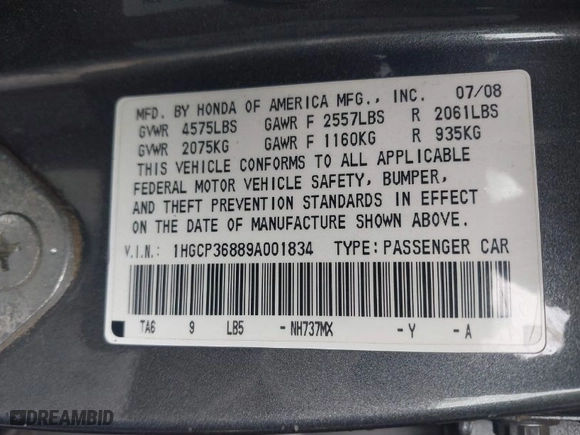 MFD. BY HONDA OF AMERICA MFG., INC. 07/08
GVWR 4575LBS GAWR F 2557LBS R 2061LBS
GVWR 2075KG GAWR F 1160KG R 935KG
THIS VEHICLE CONFORMS TO ALL APPLICABLE
FEDERAL MOTOR VEHICLE SAFETY, BUMPER,
AND THEFT PREVENTION STANDARDS IN EFFECT
ON THE DATE OF MANUFACTURE SHOWN ABOVE.
V.I.N.: 1HGCP36889A001834 TYPE: PASSENGER CAR
TA6 9 LB5 -NH737MX -Y -A
DREAMBID